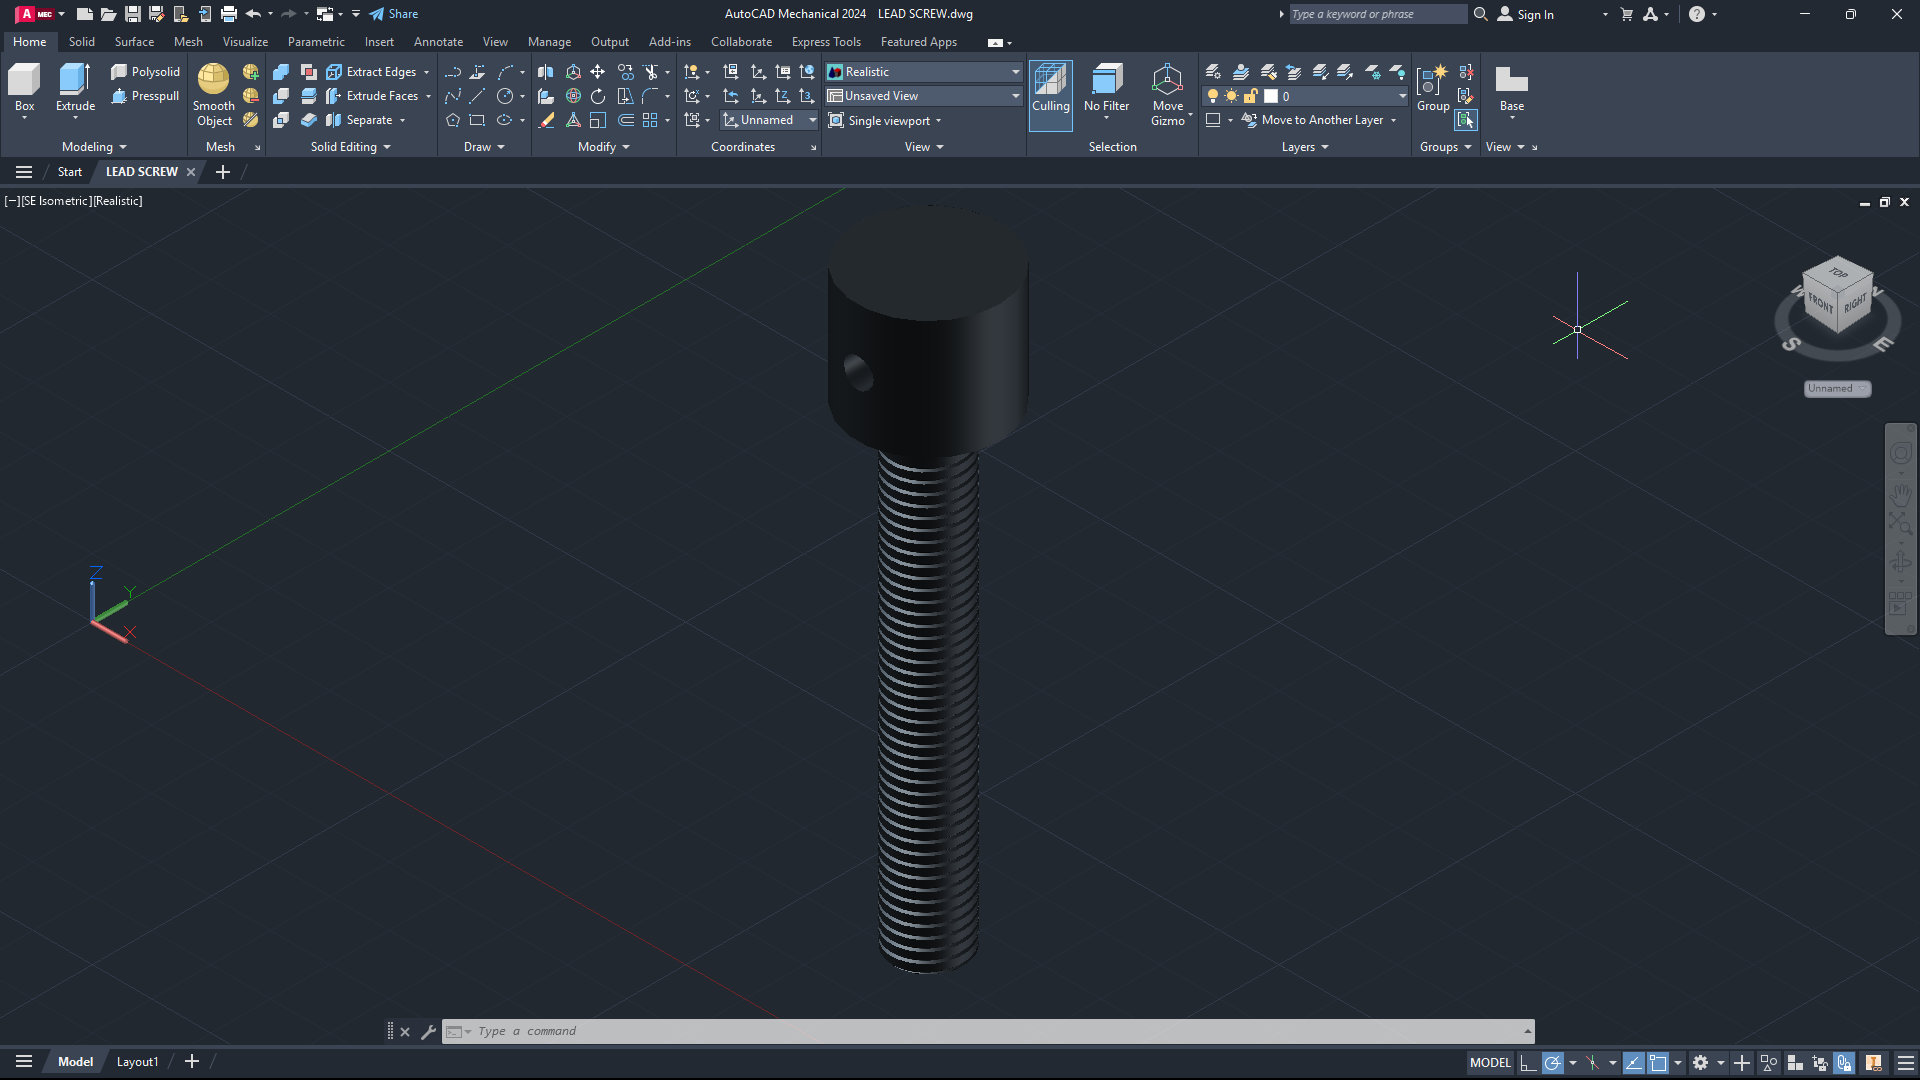 A MEC Share AutoCAD Mechanical 2024 LEAD SCREW.dwg Type a keyword or phrase Sign In
Home Solid Surface Mesh Visualize Parametric Insert Annotate View Manage Output Add-ins Collaborate Express Tools Featured Apps
Polysolid Extract Edges Realistic
Presspull Extrude Faces Unsaved View 0
Box Extrude Smooth Object Culling No Filter Move Gizmo Group Base
Separate Unnamed Single viewport Move to Another Layer
Modeling Mesh Solid Editing Draw Modify Coordinates View Selection Layers Groups View
Start LEAD SCREW
[−][SE Isometric][Realistic]
TOP
FRONT RIGHT
W N
S E
Unnamed
Z
Y
X
Type a command
Model Layout1 MODEL